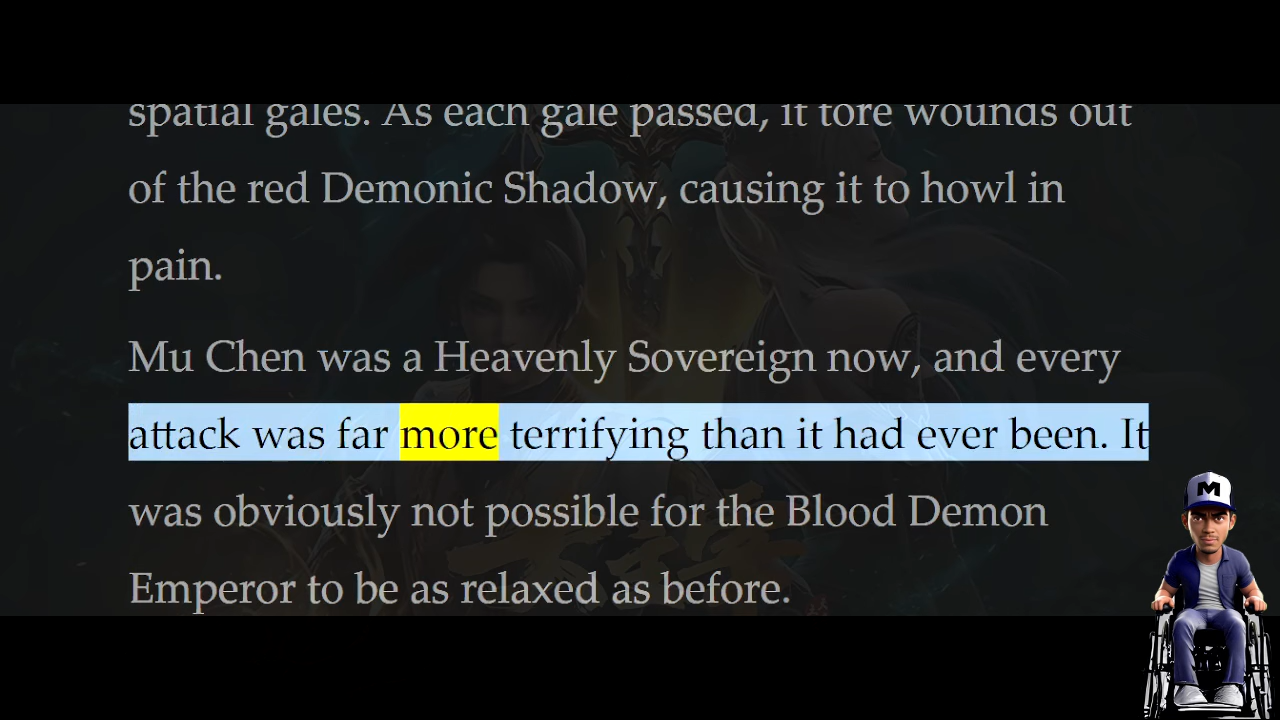 spatial gales. As each gale passed, it tore wounds out
of the red Demonic Shadow, causing it to howl in
pain.
Mu Chen was a Heavenly Sovereign now, and every
attack was far more terrifying than it had ever been. It
was obviously not possible for the Blood Demon
Emperor to be as relaxed as before.
M